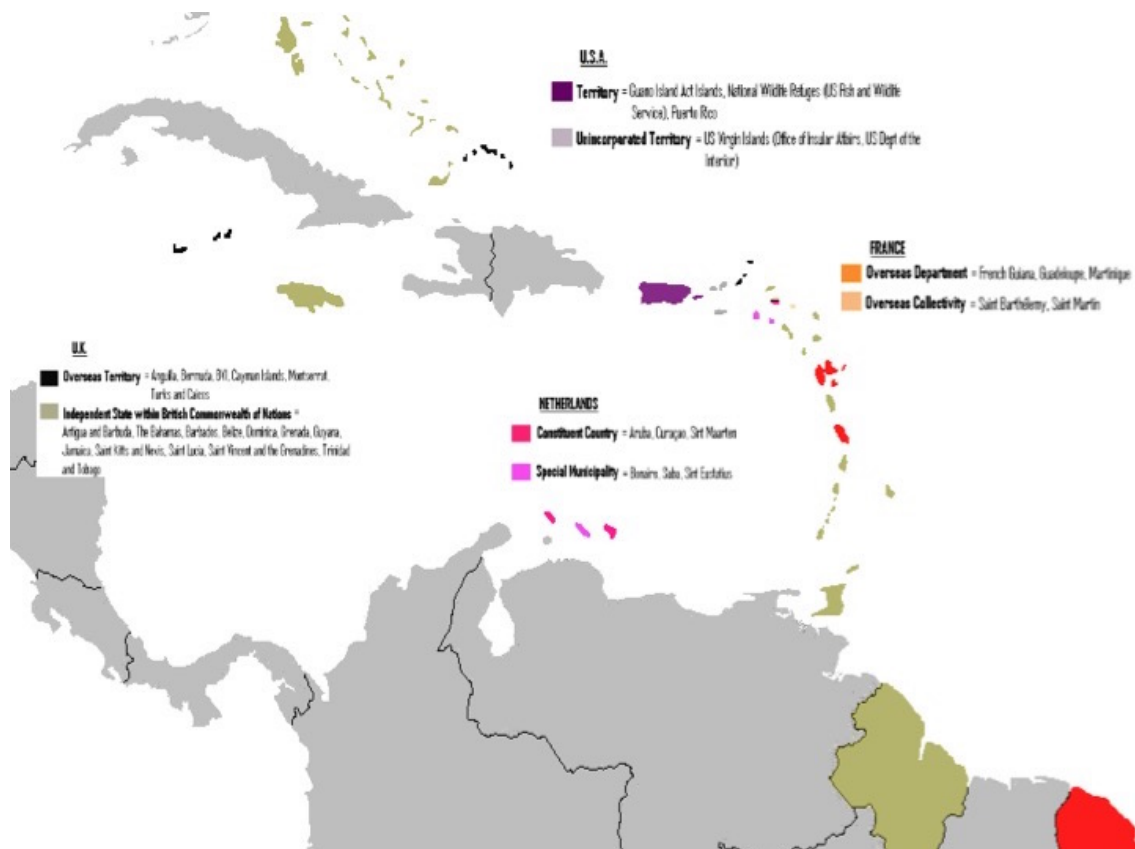 U.S.A.
Territory = Guano Island Act Islands, National Wildlife Refuges (US Fish and Wildlife
Service), Puerto Rico
Unincorporated Territory = US Virgin Islands (Office of Insular Affairs, US Dept of the
Interior)
FRANCE
Overseas Department = French Guiana, Guadeloupe, Martinique
Overseas Collectivity = Saint Barthélemy, Saint Martin
U.K.
Overseas Territory = Anguilla, Bermuda, BVI, Cayman Islands, Montserrat,
Turks and Caicos
Independent State within British Commonwealth of Nations =
Antigua and Barbuda, The Bahamas, Barbados, Belize, Dominica, Grenada, Guyana,
Jamaica, Saint Kitts and Nevis, Saint Lucia, Saint Vincent and the Grenadines, Trinidad
and Tobago
NETHERLANDS
Constituent Country = Aruba, Curaçao, Sint Maarten
Special Municipality = Bonaire, Saba, Sint Eustatius